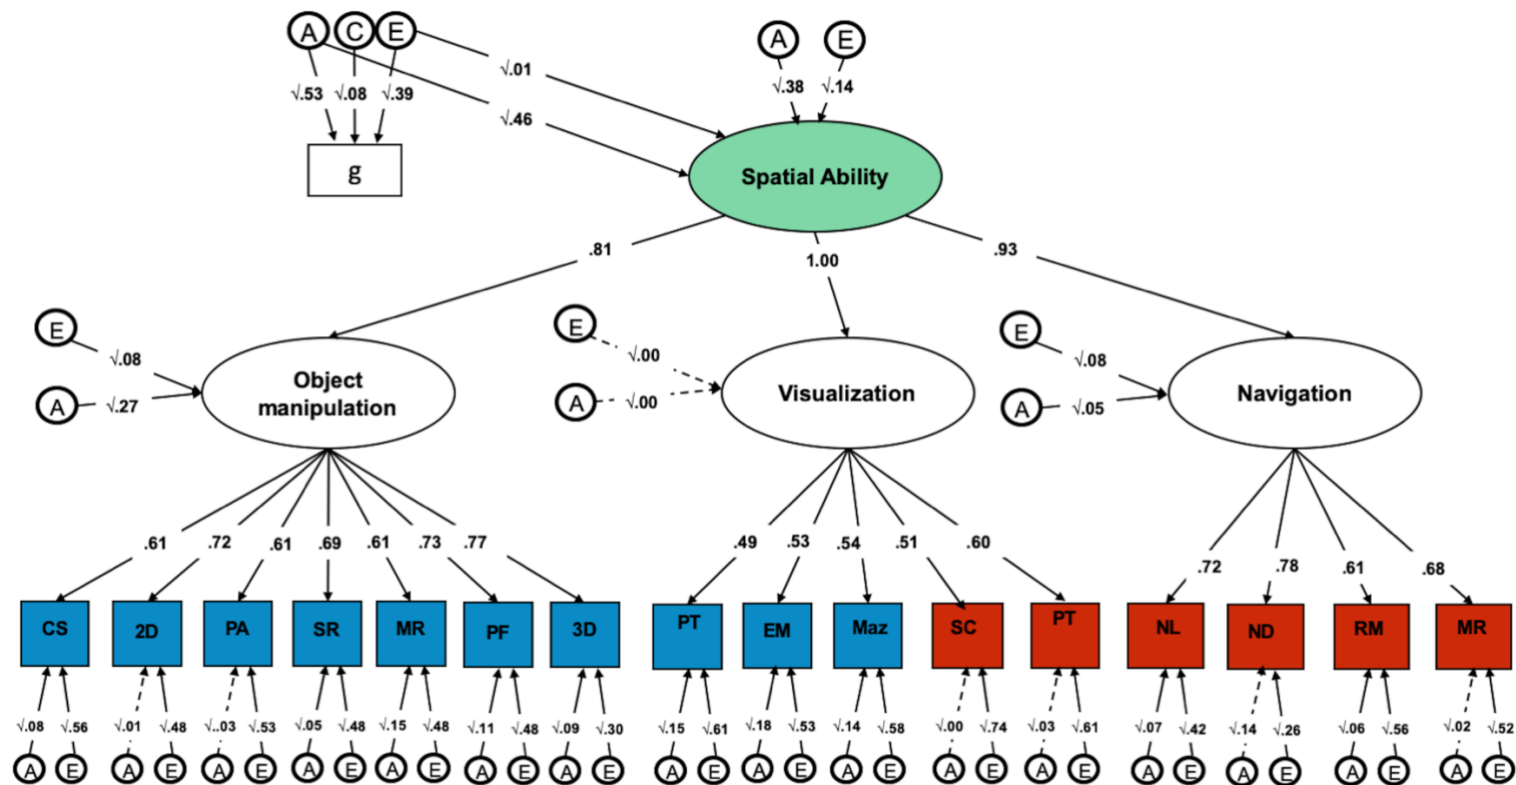 A C E
A E
√.01
√.38 √.14
√.53 √.08 √.39
√.46
g
Spatial Ability
.81
1.00
.93
E
√.08
A
√.27
Object
manipulation
E
√.00
A
√.00
Visualization
E
√.08
A
√.05
Navigation
.61 .72 .61 .69 .61 .73 .77
.49 .53 .54 .51 .60
.72 .78 .61 .68
CS 2D PA SR MR PF 3D PT EM Maz SC PT NL ND RM MR
√.08 √.56 √.01 √.48 √..03 √.53 √.05 √.48 √.15 √.48 √.11 √.48 √.09 √.30 √.15 √.61 √.18 √.53 √.14 √.58 √.00 √.74 √.03 √.61 √.07 √.42 √.14 √.26 √.06 √.56 √.02 √.52
A E A E A E A E A E A E A E A E A E A E A E A E A E A E A E A E